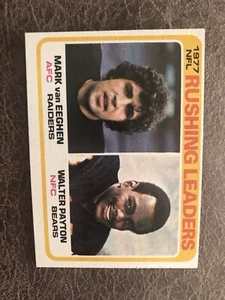 1977 NFL
RUSHING LEADERS
MARK van EEGHEN
AFC RAIDERS
WALTER PAYTON
NFC BEARS